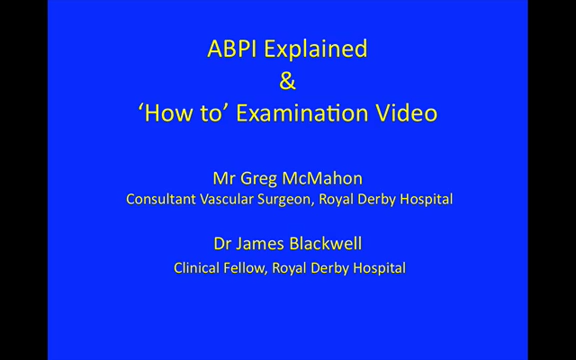 ABPI Explained
&
‘How to’ Examination Video
Mr Greg McMahon
Consultant Vascular Surgeon, Royal Derby Hospital
Dr James Blackwell
Clinical Fellow, Royal Derby Hospital